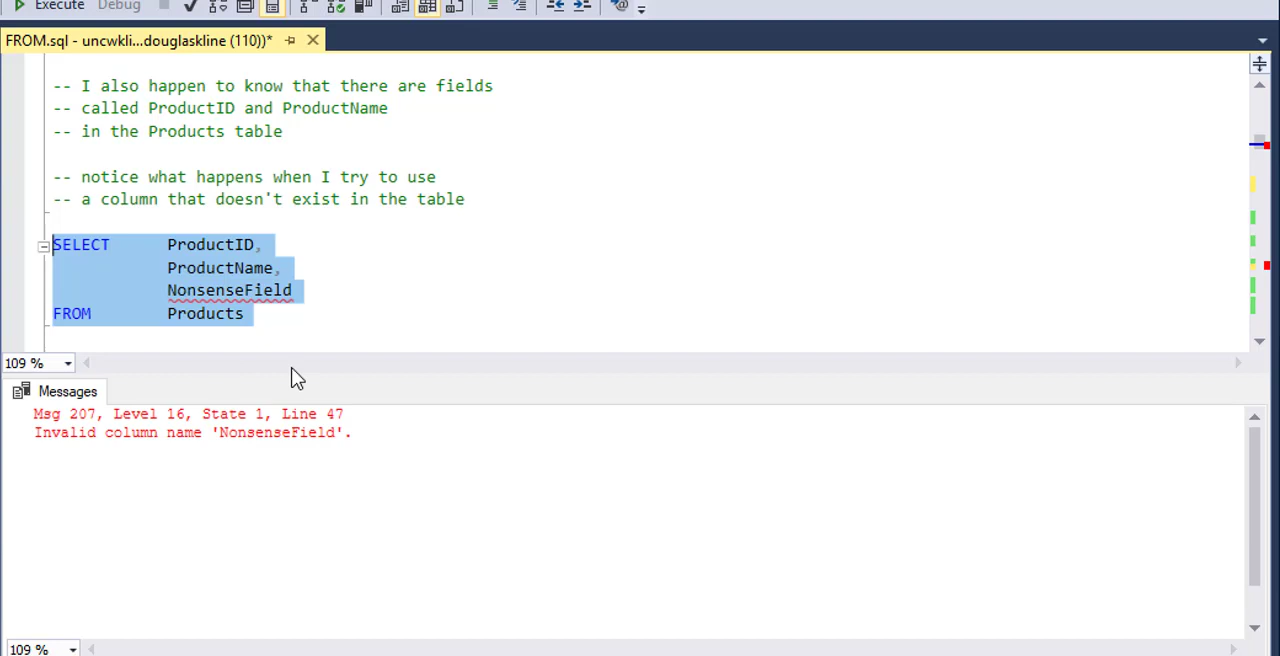 Execute Debug
FROM.sql - uncwkli...douglaskline (110))*
-- I also happen to know that there are fields
-- called ProductID and ProductName
-- in the Products table
-- notice what happens when I try to use
-- a column that doesn't exist in the table
SELECT ProductID,
ProductName,
NonsenseField
FROM Products
109 %
Messages
Msg 207, Level 16, State 1, Line 47
Invalid column name 'NonsenseField'.
109 %